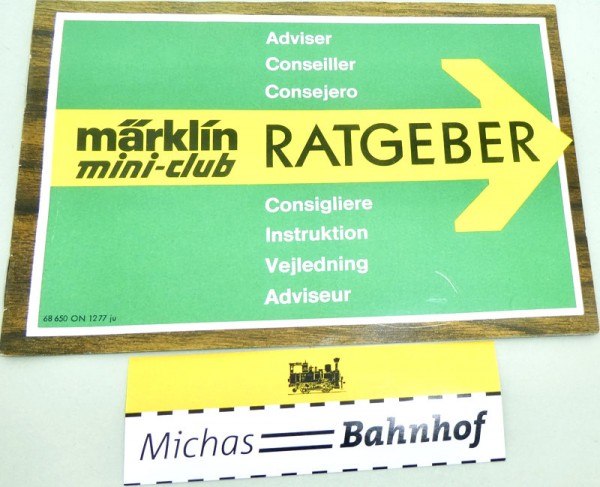 Adviser
Conseiller
Consejero
märklin
mini-club
RATGEBER
Consigliere
Instruktion
Vejledning
Adviseur
68 650 ON 1277 ju
Michas Bahnhof